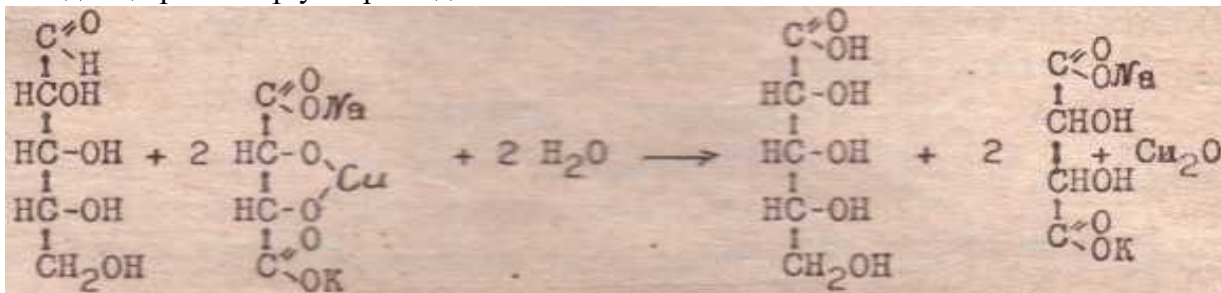 C=O C=O
H OH C=O
HCOH C=O HC-OH ONa
ONa CHOH
HC-OH + 2 HC-O + 2 H₂O → HC-OH + 2 + Cu₂O
Cu
HC-OH HC-O HC-OH CHOH
CH₂OH C=O CH₂OH C=O
OK OK